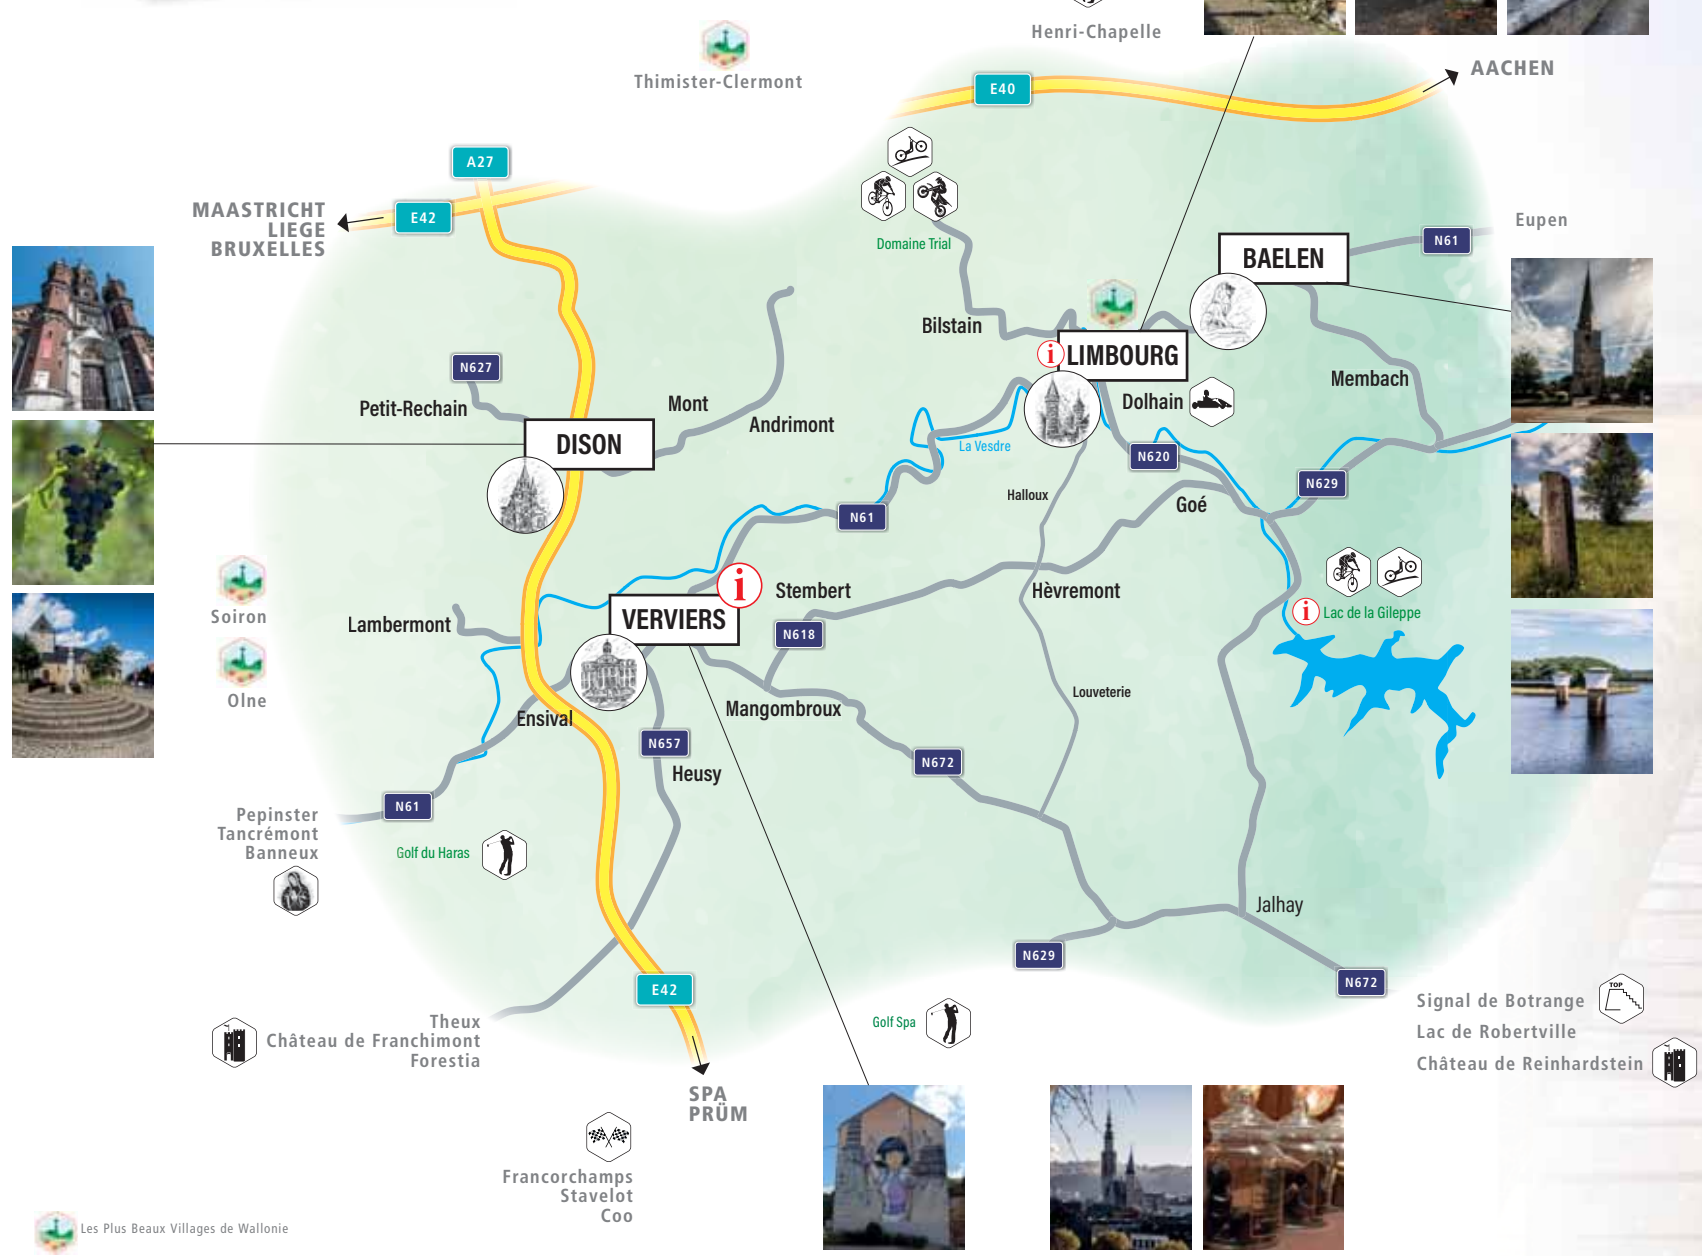 Henri-Chapelle
Thimister-Clermont
AACHEN
E40
A27
MAASTRICHT
LIEGE
BRUXELLES
E42
Eupen
N61
Domaine Trial
BAELEN
Bilstain
i
LIMBOURG
N627
Membach
Petit-Rechain
Mont
Andrimont
Dolhain
DISON
La Vesdre
N620
N629
Halloux
Goé
N61
Soiron
i
Stembert
Hèvremont
i
Lac de la Gileppe
Lambermont
VERVIERS
N618
Olne
Louveterie
Mangombroux
Ensival
N657
Heusy
N672
N61
Pepinster
Tancrémont
Banneux
Golf du Haras
Jalhay
N629
N672
E42
TOP
Signal de Botrange
Lac de Robertville
Château de Reinhardstein
Golf Spa
Theux
Château de Franchimont
Forestia
SPA
PRÜM
Francorchamps
Stavelot
Coo
Les Plus Beaux Villages de Wallonie